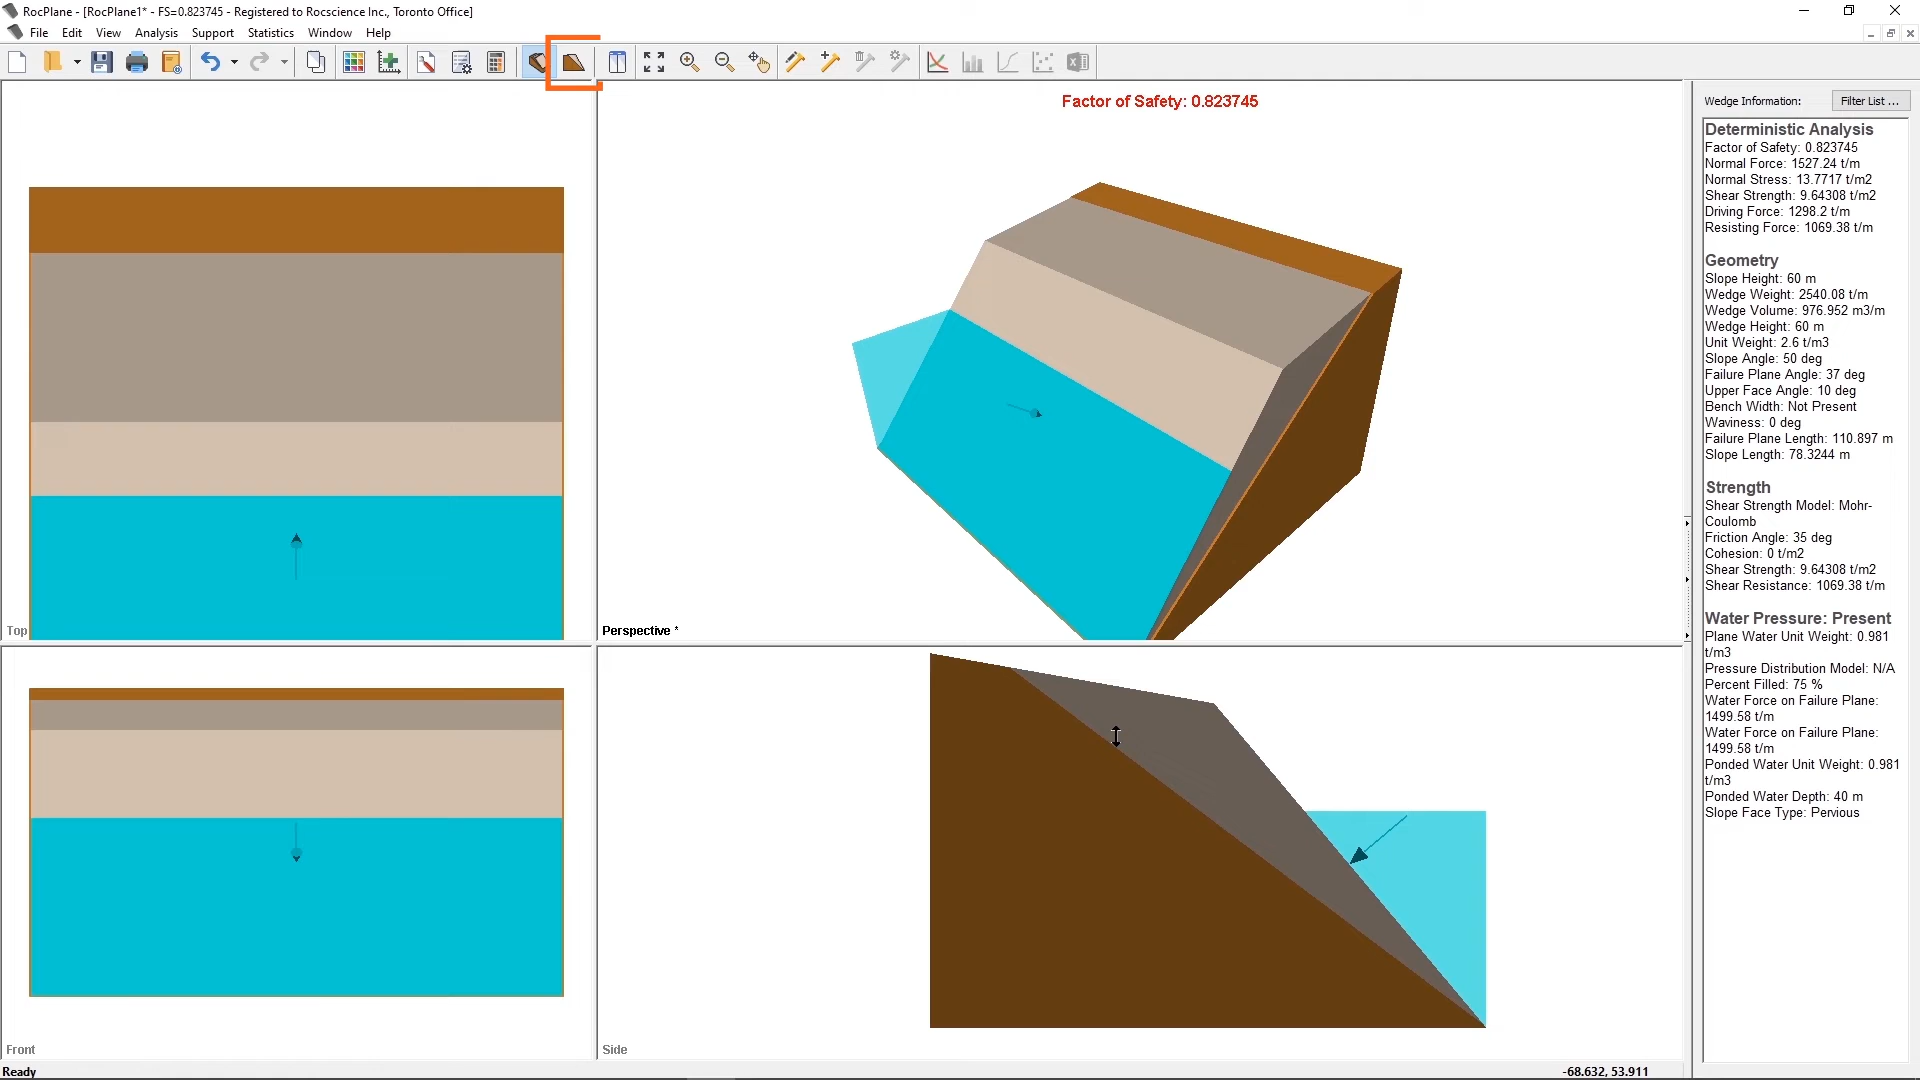 RocPlane - [RocPlane1* - FS=0.823745 - Registered to Rocscience Inc., Toronto Office]
File Edit View Analysis Support Statistics Window Help
Factor of Safety: 0.823745
Top
Perspective *
Front
Side
Wedge Information:
Filter List ...
Deterministic Analysis
Factor of Safety: 0.823745
Normal Force: 1527.24 t/m
Normal Stress: 13.7717 t/m2
Shear Strength: 9.64308 t/m2
Driving Force: 1298.2 t/m
Resisting Force: 1069.38 t/m
Geometry
Slope Height: 60 m
Wedge Weight: 2540.08 t/m
Wedge Volume: 976.952 m3/m
Wedge Height: 60 m
Unit Weight: 2.6 t/m3
Slope Angle: 50 deg
Failure Plane Angle: 37 deg
Upper Face Angle: 10 deg
Bench Width: Not Present
Waviness: 0 deg
Failure Plane Length: 110.897 m
Slope Length: 78.3244 m
Strength
Shear Strength Model: Mohr-
Coulomb
Friction Angle: 35 deg
Cohesion: 0 t/m2
Shear Strength: 9.64308 t/m2
Shear Resistance: 1069.38 t/m
Water Pressure: Present
Plane Water Unit Weight: 0.981
t/m3
Pressure Distribution Model: N/A
Percent Filled: 75 %
Water Force on Failure Plane:
1499.58 t/m
Water Force on Failure Plane:
1499.58 t/m
Ponded Water Unit Weight: 0.981
t/m3
Ponded Water Depth: 40 m
Slope Face Type: Pervious
Ready
-68.632, 53.911